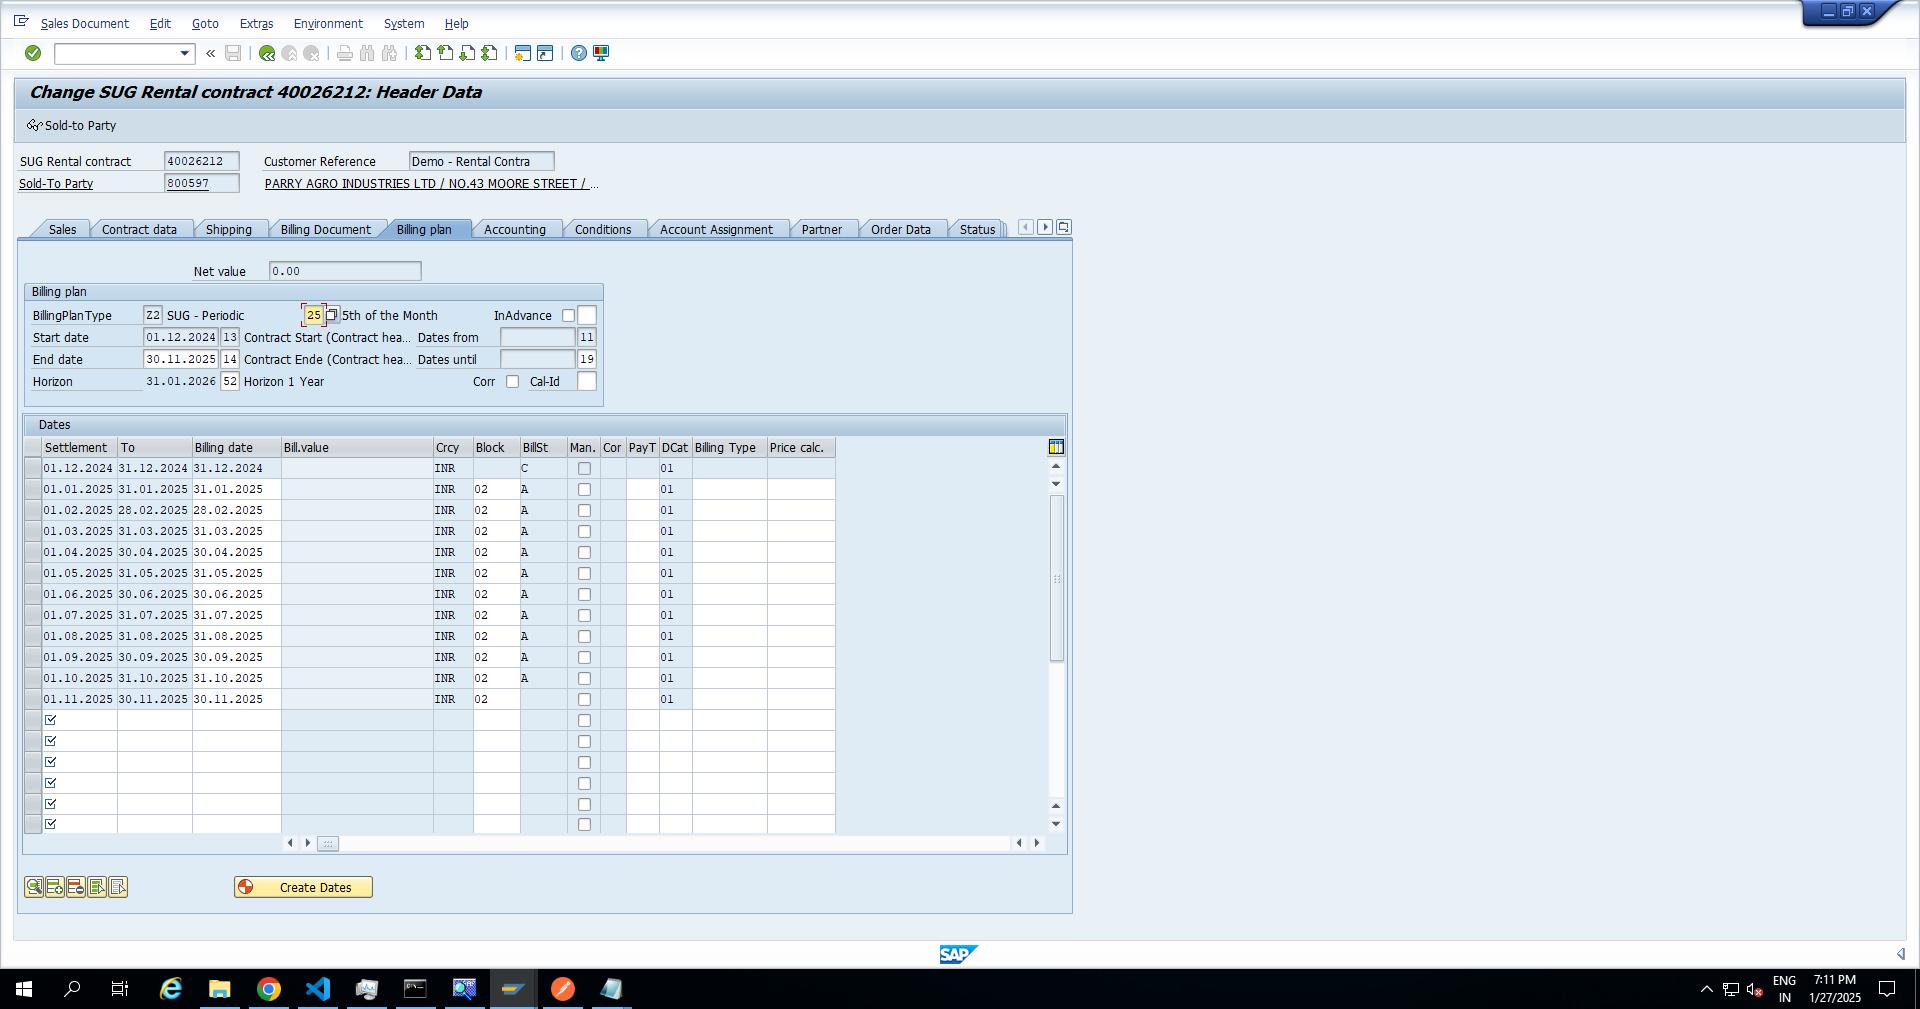 Sales Document Edit Goto Extras Environment System Help
Change SUG Rental contract 40026212: Header Data
Sold-to Party
SUG Rental contract 40026212 Customer Reference Demo - Rental Contra
Sold-To Party 800597 PARRY AGRO INDUSTRIES LTD / NO.43 MOORE STREET / ...
Sales Contract data Shipping Billing Document Billing plan Accounting Conditions Account Assignment Partner Order Data Status
Net value 0.00
Billing plan
BillingPlanType Z2 SUG - Periodic 25 5th of the Month InAdvance
Start date 01.12.2024 13 Contract Start (Contract hea... Dates from 11
End date 30.11.2025 14 Contract Ende (Contract hea... Dates until 19
Horizon 31.01.2026 52 Horizon 1 Year Corr Cal-Id
Dates
Settlement To Billing date Bill.value Crcy Block BillSt Man. Cor PayT DCat Billing Type Price calc.
01.12.2024 31.12.2024 31.12.2024 INR C 01
01.01.2025 31.01.2025 31.01.2025 INR 02 A 01
01.02.2025 28.02.2025 28.02.2025 INR 02 A 01
01.03.2025 31.03.2025 31.03.2025 INR 02 A 01
01.04.2025 30.04.2025 30.04.2025 INR 02 A 01
01.05.2025 31.05.2025 31.05.2025 INR 02 A 01
01.06.2025 30.06.2025 30.06.2025 INR 02 A 01
01.07.2025 31.07.2025 31.07.2025 INR 02 A 01
01.08.2025 31.08.2025 31.08.2025 INR 02 A 01
01.09.2025 30.09.2025 30.09.2025 INR 02 A 01
01.10.2025 31.10.2025 31.10.2025 INR 02 A 01
01.11.2025 30.11.2025 30.11.2025 INR 02 01
Create Dates
SAP
ENG 7:11 PM
IN 1/27/2025